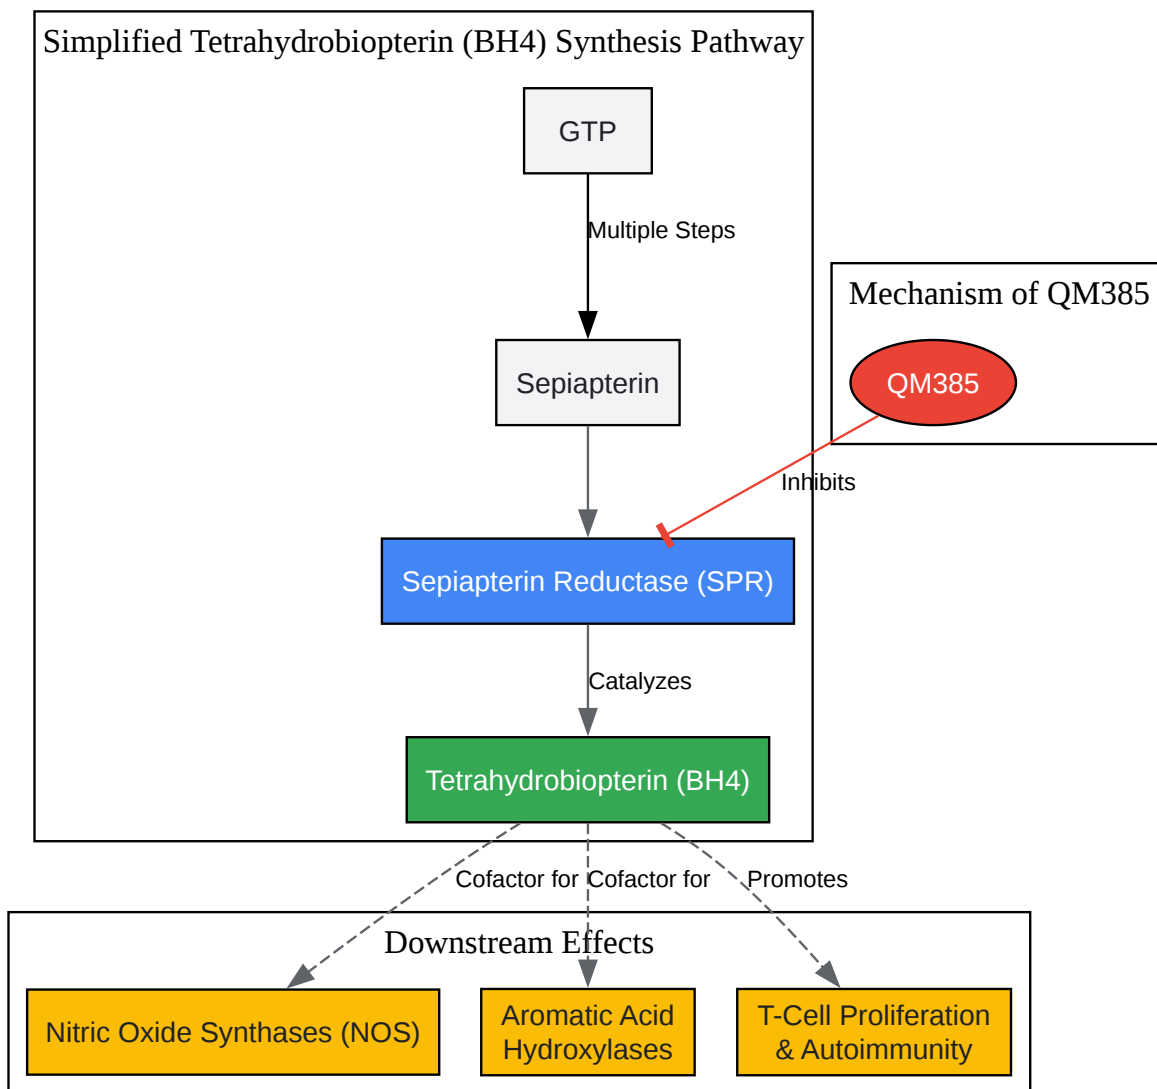 Simplified Tetrahydrobiopterin (BH4) Synthesis Pathway
GTP
Multiple Steps
Mechanism of QM385
Sepiapterin
QM385
Inhibits
Sepiapterin Reductase (SPR)
Catalyzes
Tetrahydrobiopterin (BH4)
Cofactor for
Cofactor for
Promotes
Downstream Effects
Nitric Oxide Synthases (NOS)
Aromatic Acid
Hydroxylases
T-Cell Proliferation
& Autoimmunity